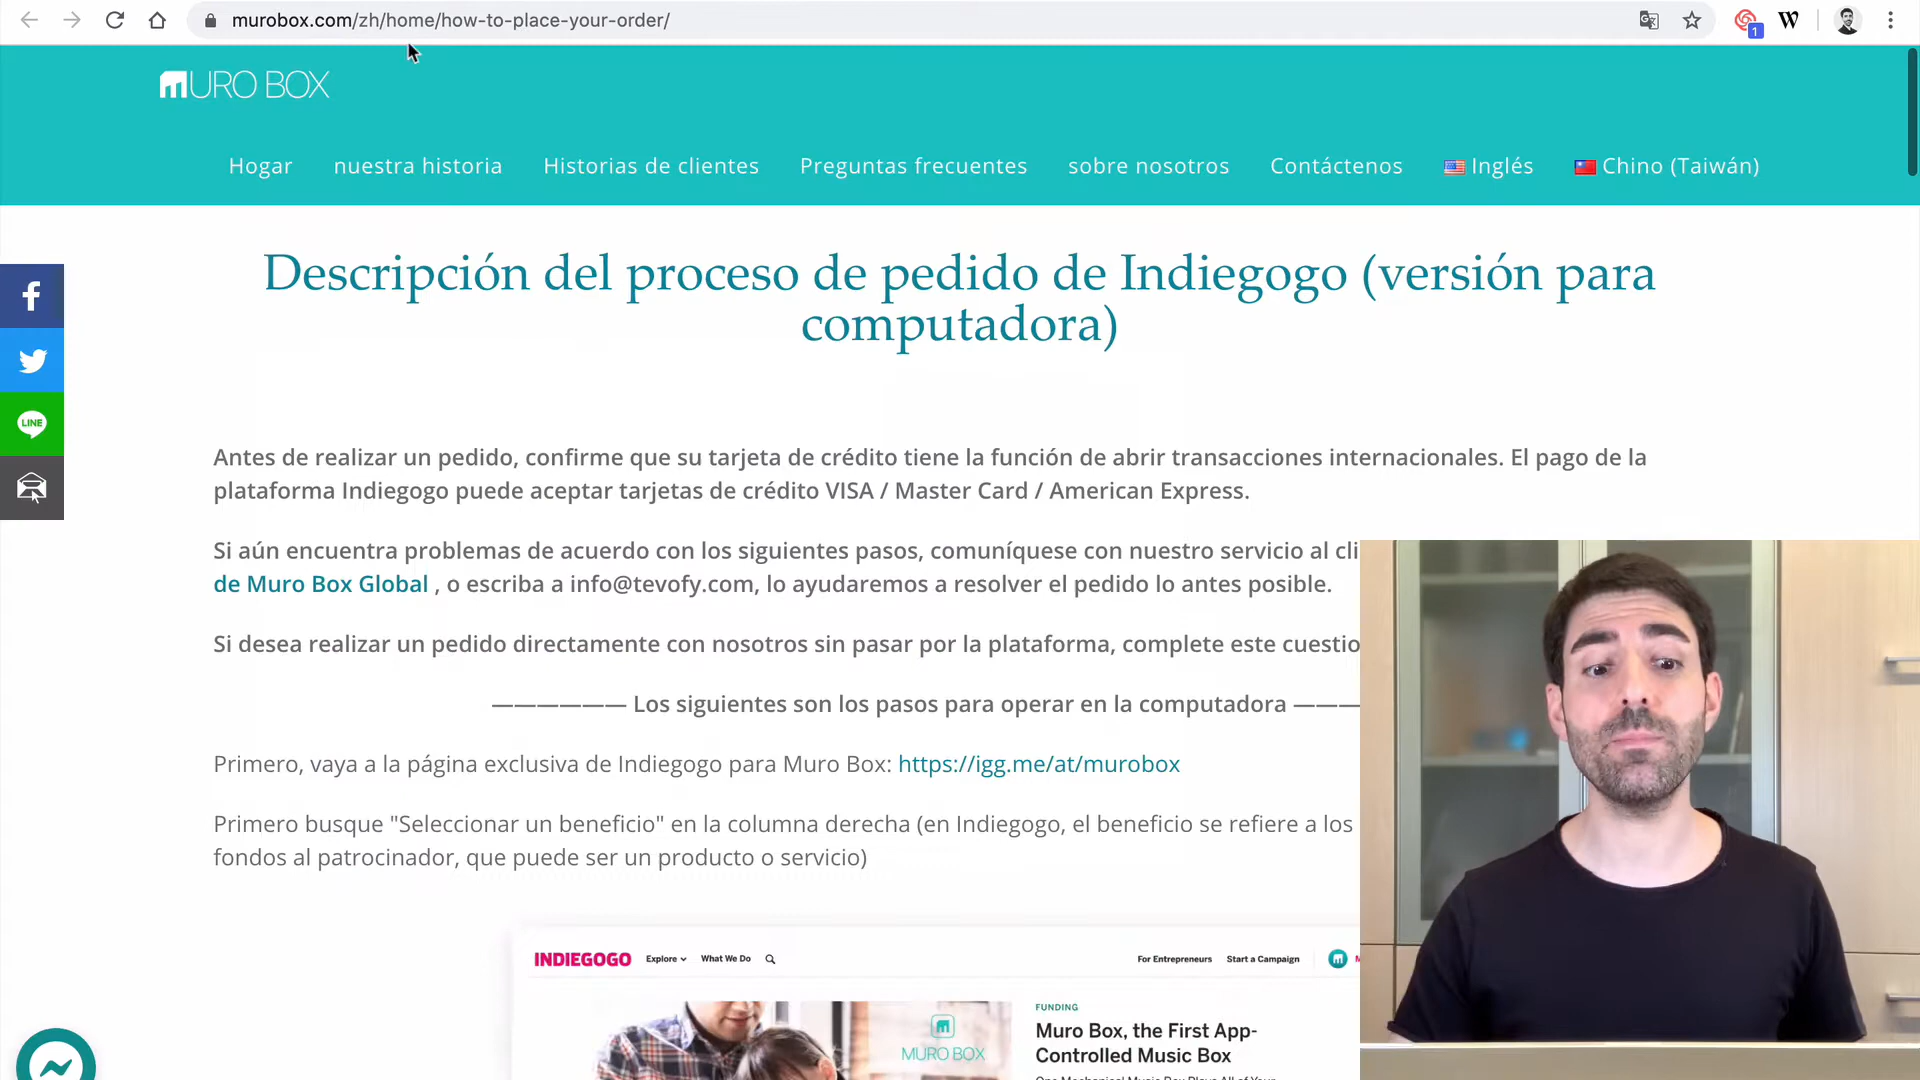 murobox.com/zh/home/how-to-place-your-order/
1
W
MURO BOX
Hogar nuestra historia Historias de clientes Preguntas frecuentes sobre nosotros Contáctenos Inglés Chino (Taiwán)
Descripción del proceso de pedido de Indiegogo (versión para
computadora)
LINE
Antes de realizar un pedido, confirme que su tarjeta de crédito tiene la función de abrir transacciones internacionales. El pago de la
plataforma Indiegogo puede aceptar tarjetas de crédito VISA / Master Card / American Express.
Si aún encuentra problemas de acuerdo con los siguientes pasos, comuníquese con nuestro servicio al cli
de Muro Box Global , o escriba a info@tevofy.com, lo ayudaremos a resolver el pedido lo antes posible.
Si desea realizar un pedido directamente con nosotros sin pasar por la plataforma, complete este cuestio
—————— Los siguientes son los pasos para operar en la computadora ———
Primero, vaya a la página exclusiva de Indiegogo para Muro Box: https://igg.me/at/murobox
Primero busque "Seleccionar un beneficio" en la columna derecha (en Indiegogo, el beneficio se refiere a los
fondos al patrocinador, que puede ser un producto o servicio)
INDIEGOGO Explore What We Do For Entrepreneurs Start a Campaign
FUNDING
Muro Box, the First App-
Controlled Music Box
MURO BOX